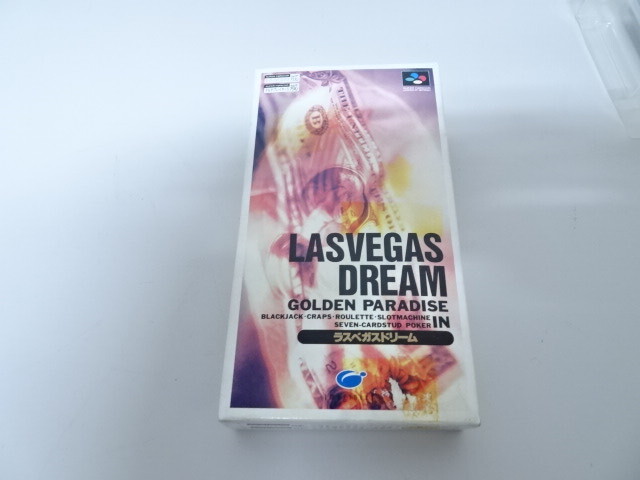 LASVEGAS
DREAM
GOLDEN PARADISE
BLACKJACK·CRAPS·ROULETTE·SLOTMACHINE
SEVEN-CARDSTUD POKER IN
ラスベガスドリーム